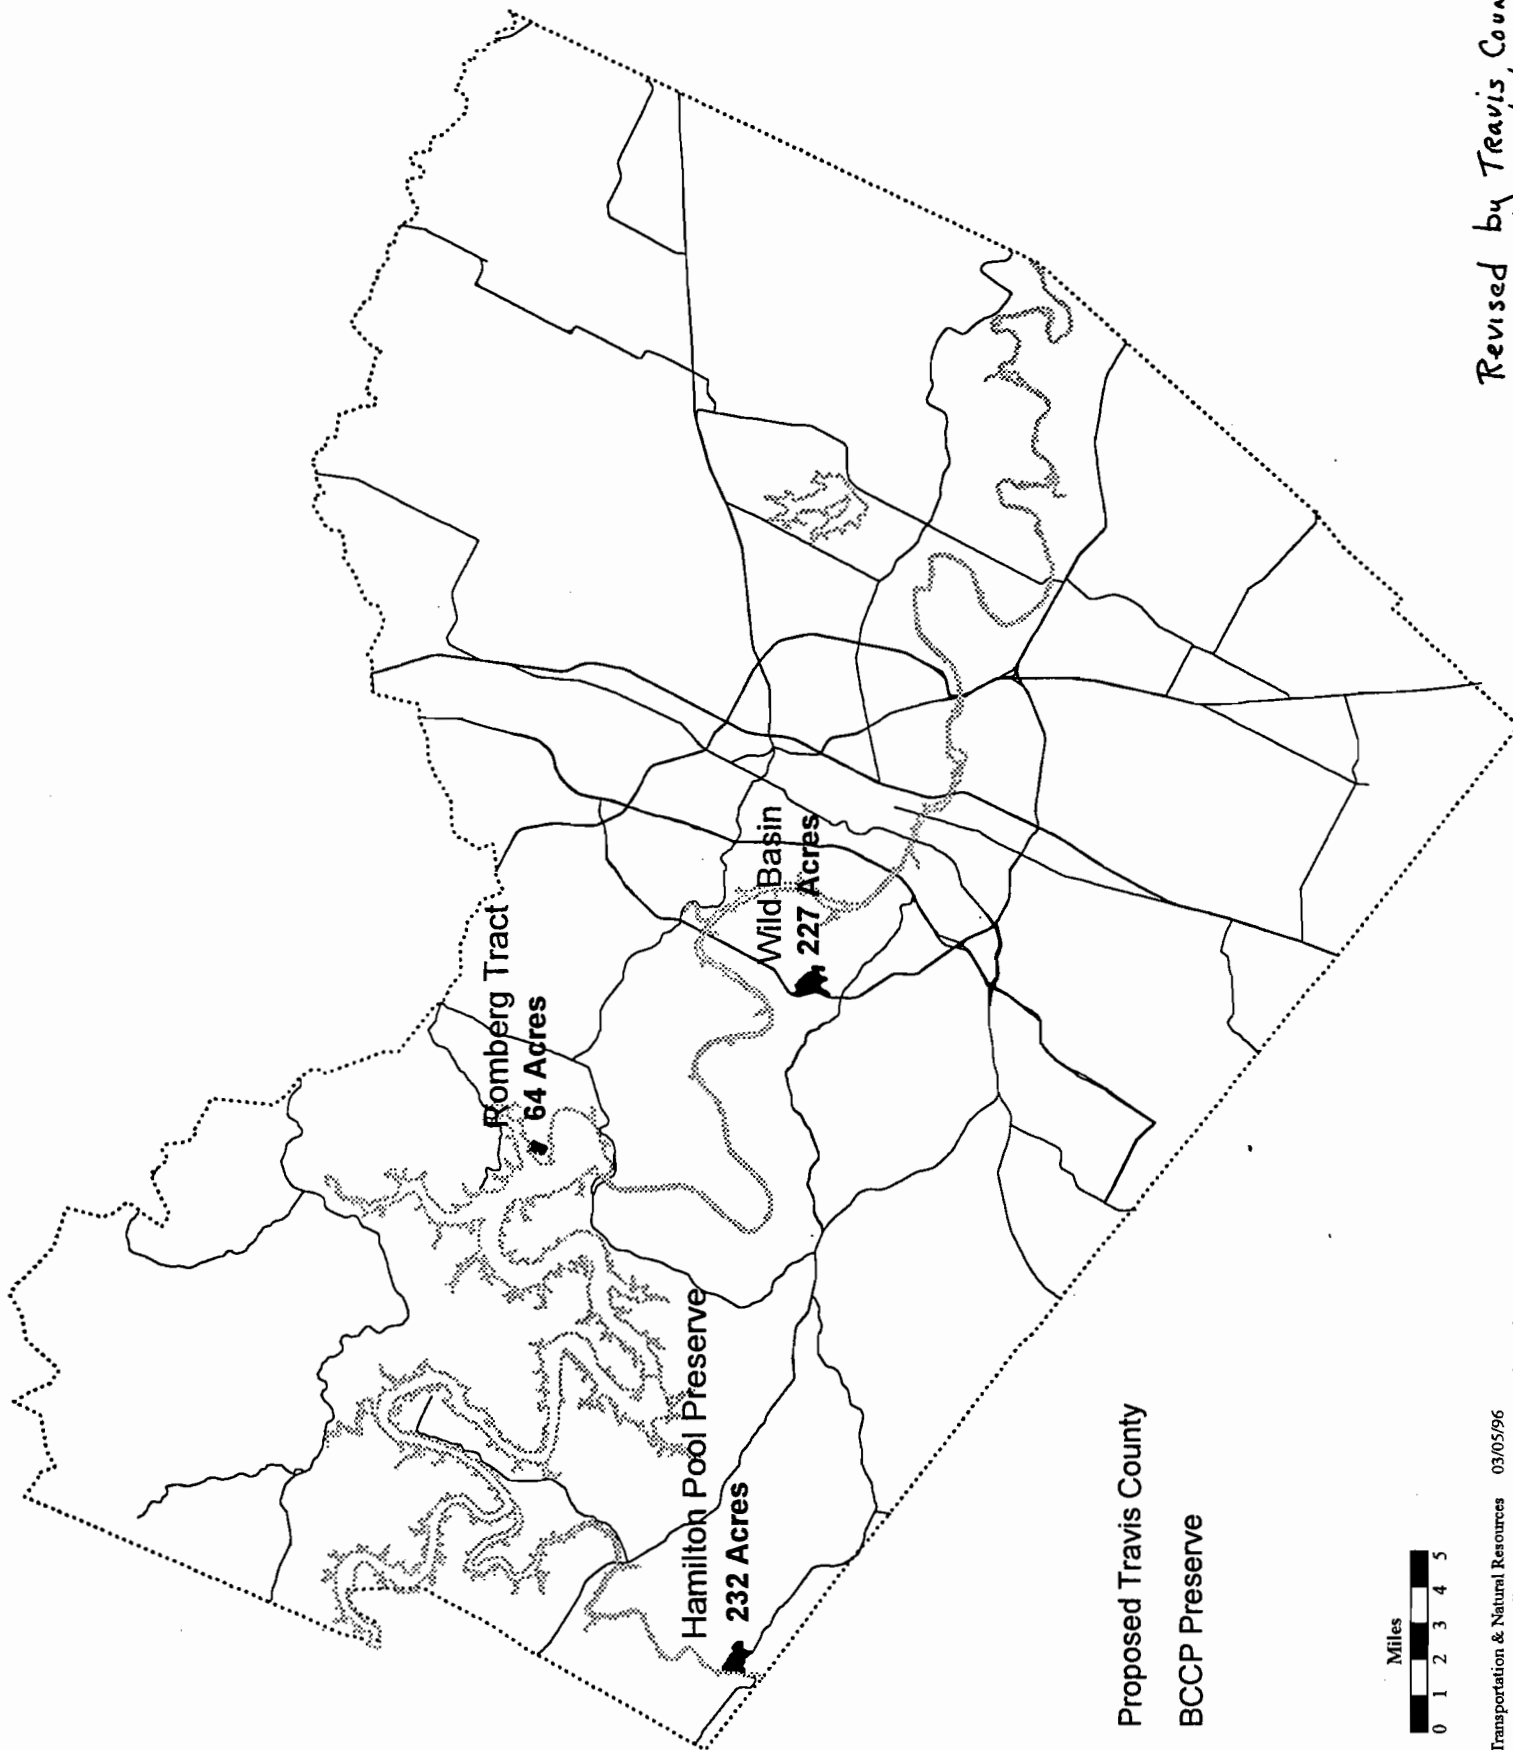 Romberg Tract
64 Acres
Wild Basin
227 Acres
Hamilton Pool Preserve
232 Acres
Proposed Travis County
BCCP Preserve
Miles
0 1 2 3 4 5
Transportation & Natural Resources 03/05/96
Revised by Travis